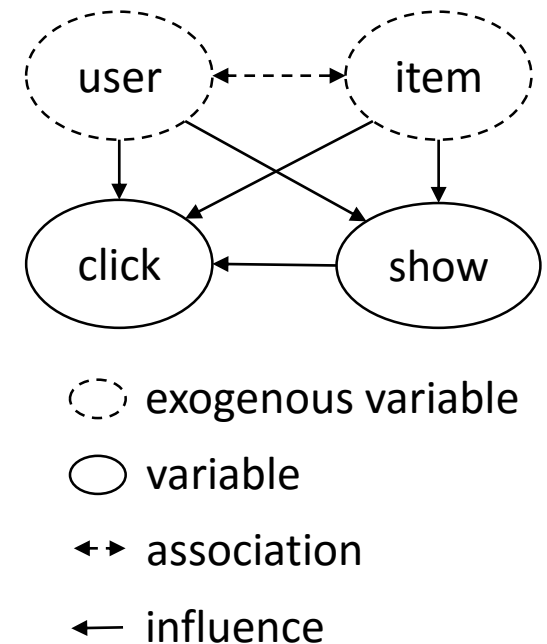 user
item
click
show
exogenous variable
variable
association
influence